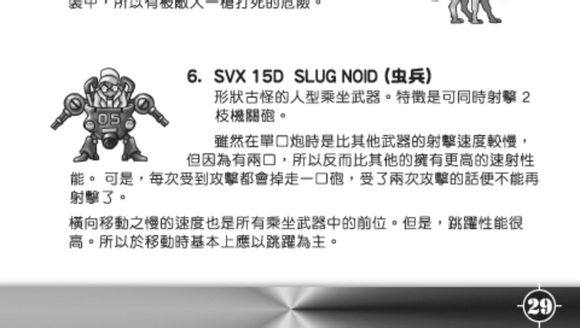 裝中，所以有被敵人一槍打死的危險。
6. SVX 15D SLUG NOID (虫兵)
形狀古怪的人型乘坐武器。特徵是可同時射擊 2
枝機關砲。
雖然在單口炮時是比其他武器的射擊速度較慢，
但因為有兩口，所以反而比其他的擁有更高的速射性
能。 可是，每次受到攻擊都會掉走一口砲，受了兩次攻擊的話便不能再
射擊了。
橫向移動之慢的速度也是所有乘坐武器中的前位。但是，跳躍性能很
高。所以於移動時基本上應以跳躍為主。
05
29